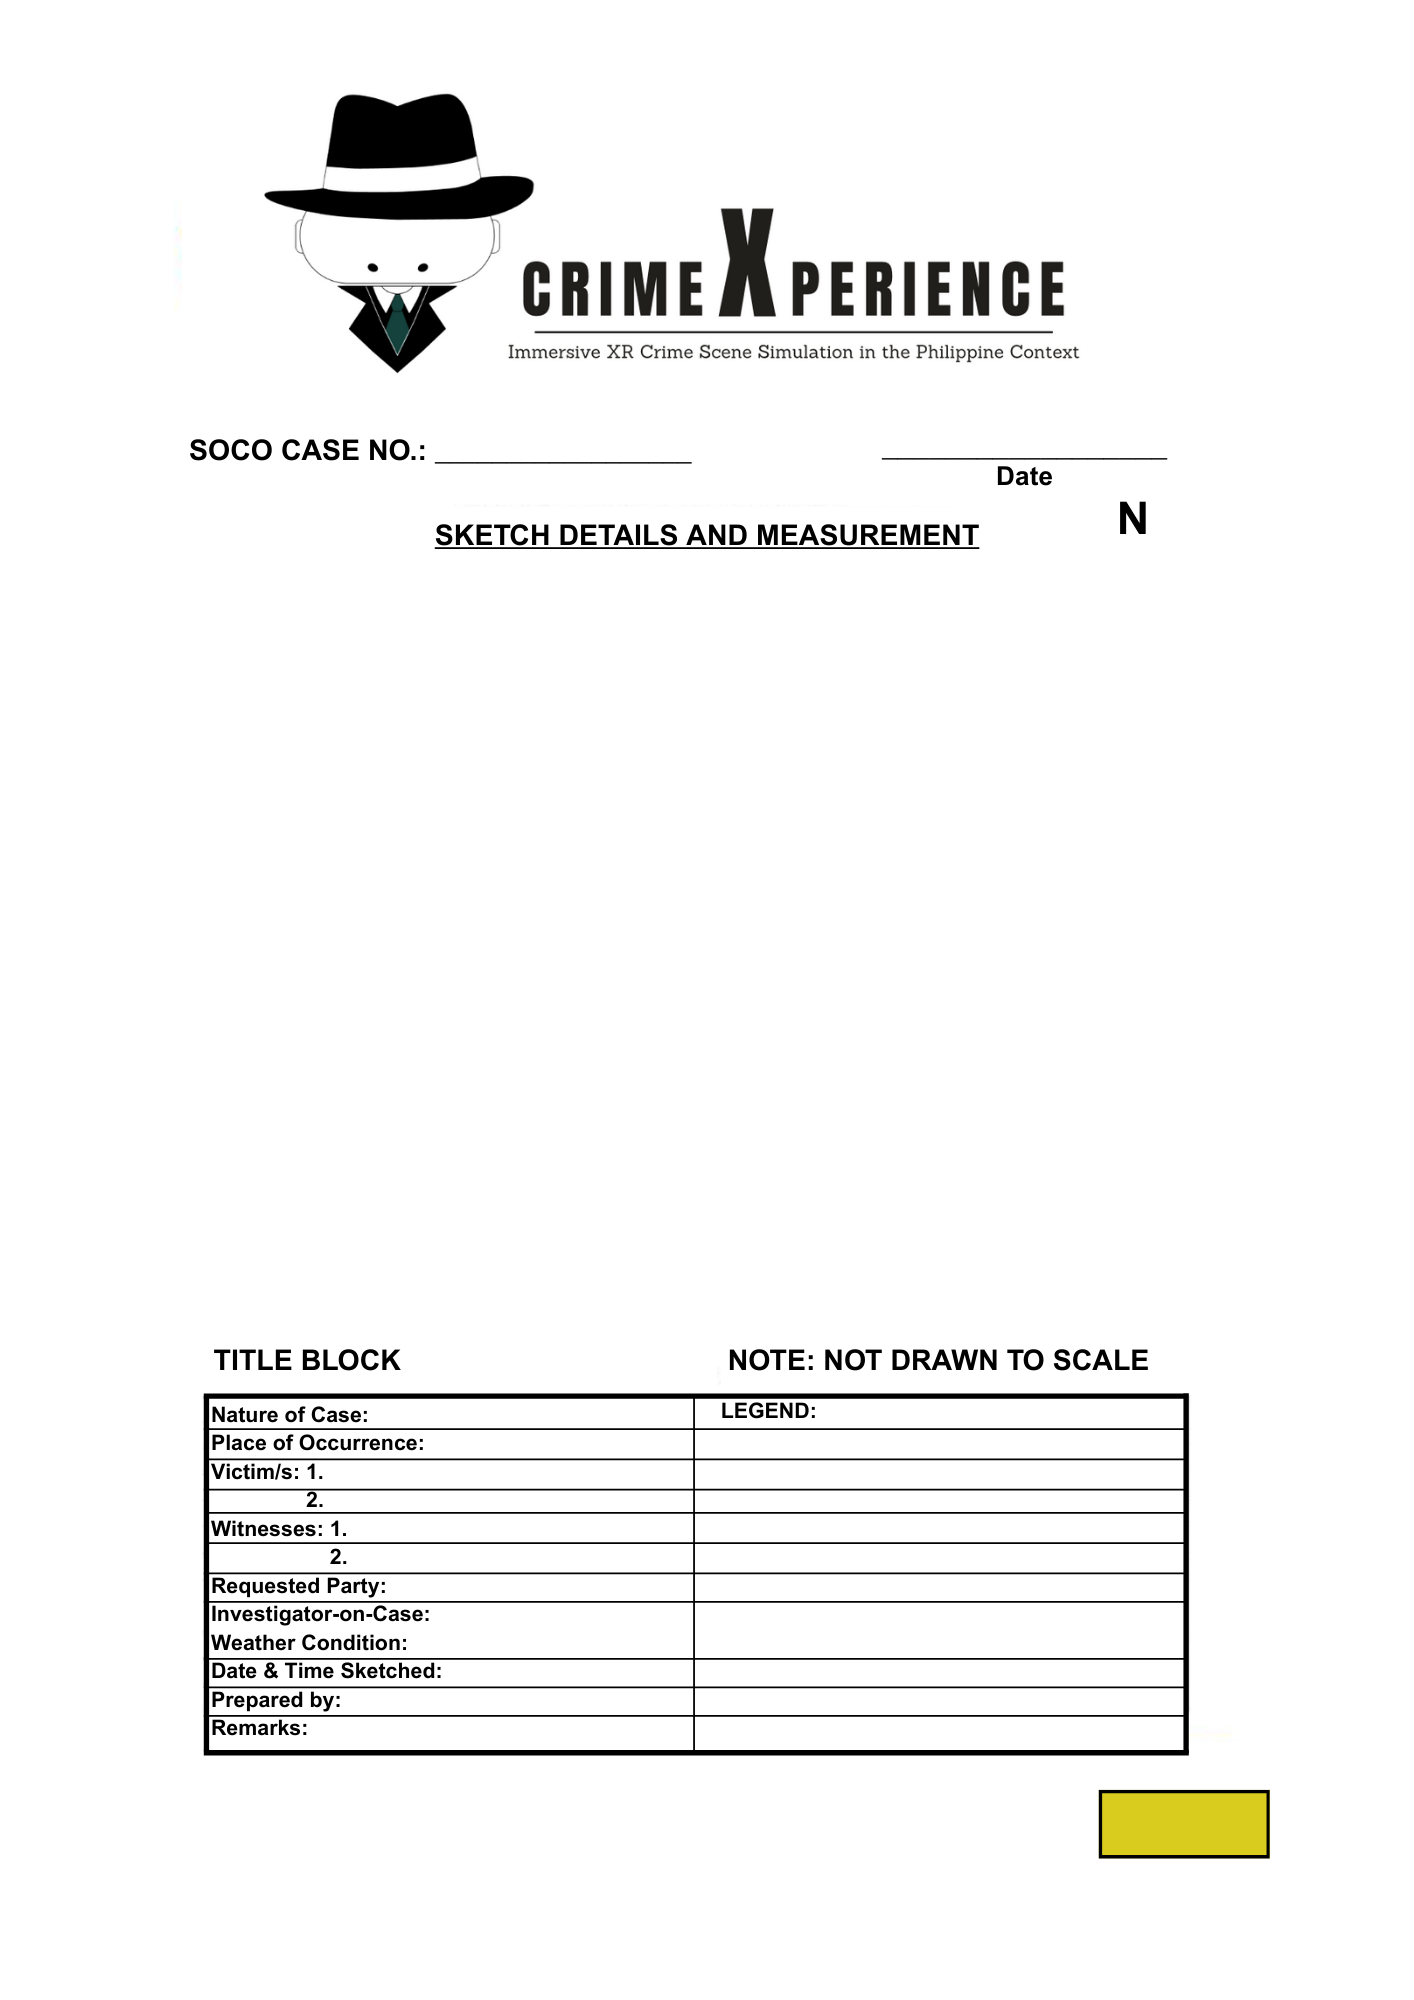 CRIMEXPERIENCE
Immersive XR Crime Scene Simulation in the Philippine Context
SOCO CASE NO.: __________________
____________________
Date
N
SKETCH DETAILS AND MEASUREMENT
TITLE BLOCK
NOTE: NOT DRAWN TO SCALE
Nature of Case:
LEGEND:
Place of Occurrence:
Victim/s: 1.
2.
Witnesses: 1.
2.
Requested Party:
Investigator-on-Case:
Weather Condition:
Date & Time Sketched:
Prepared by:
Remarks: